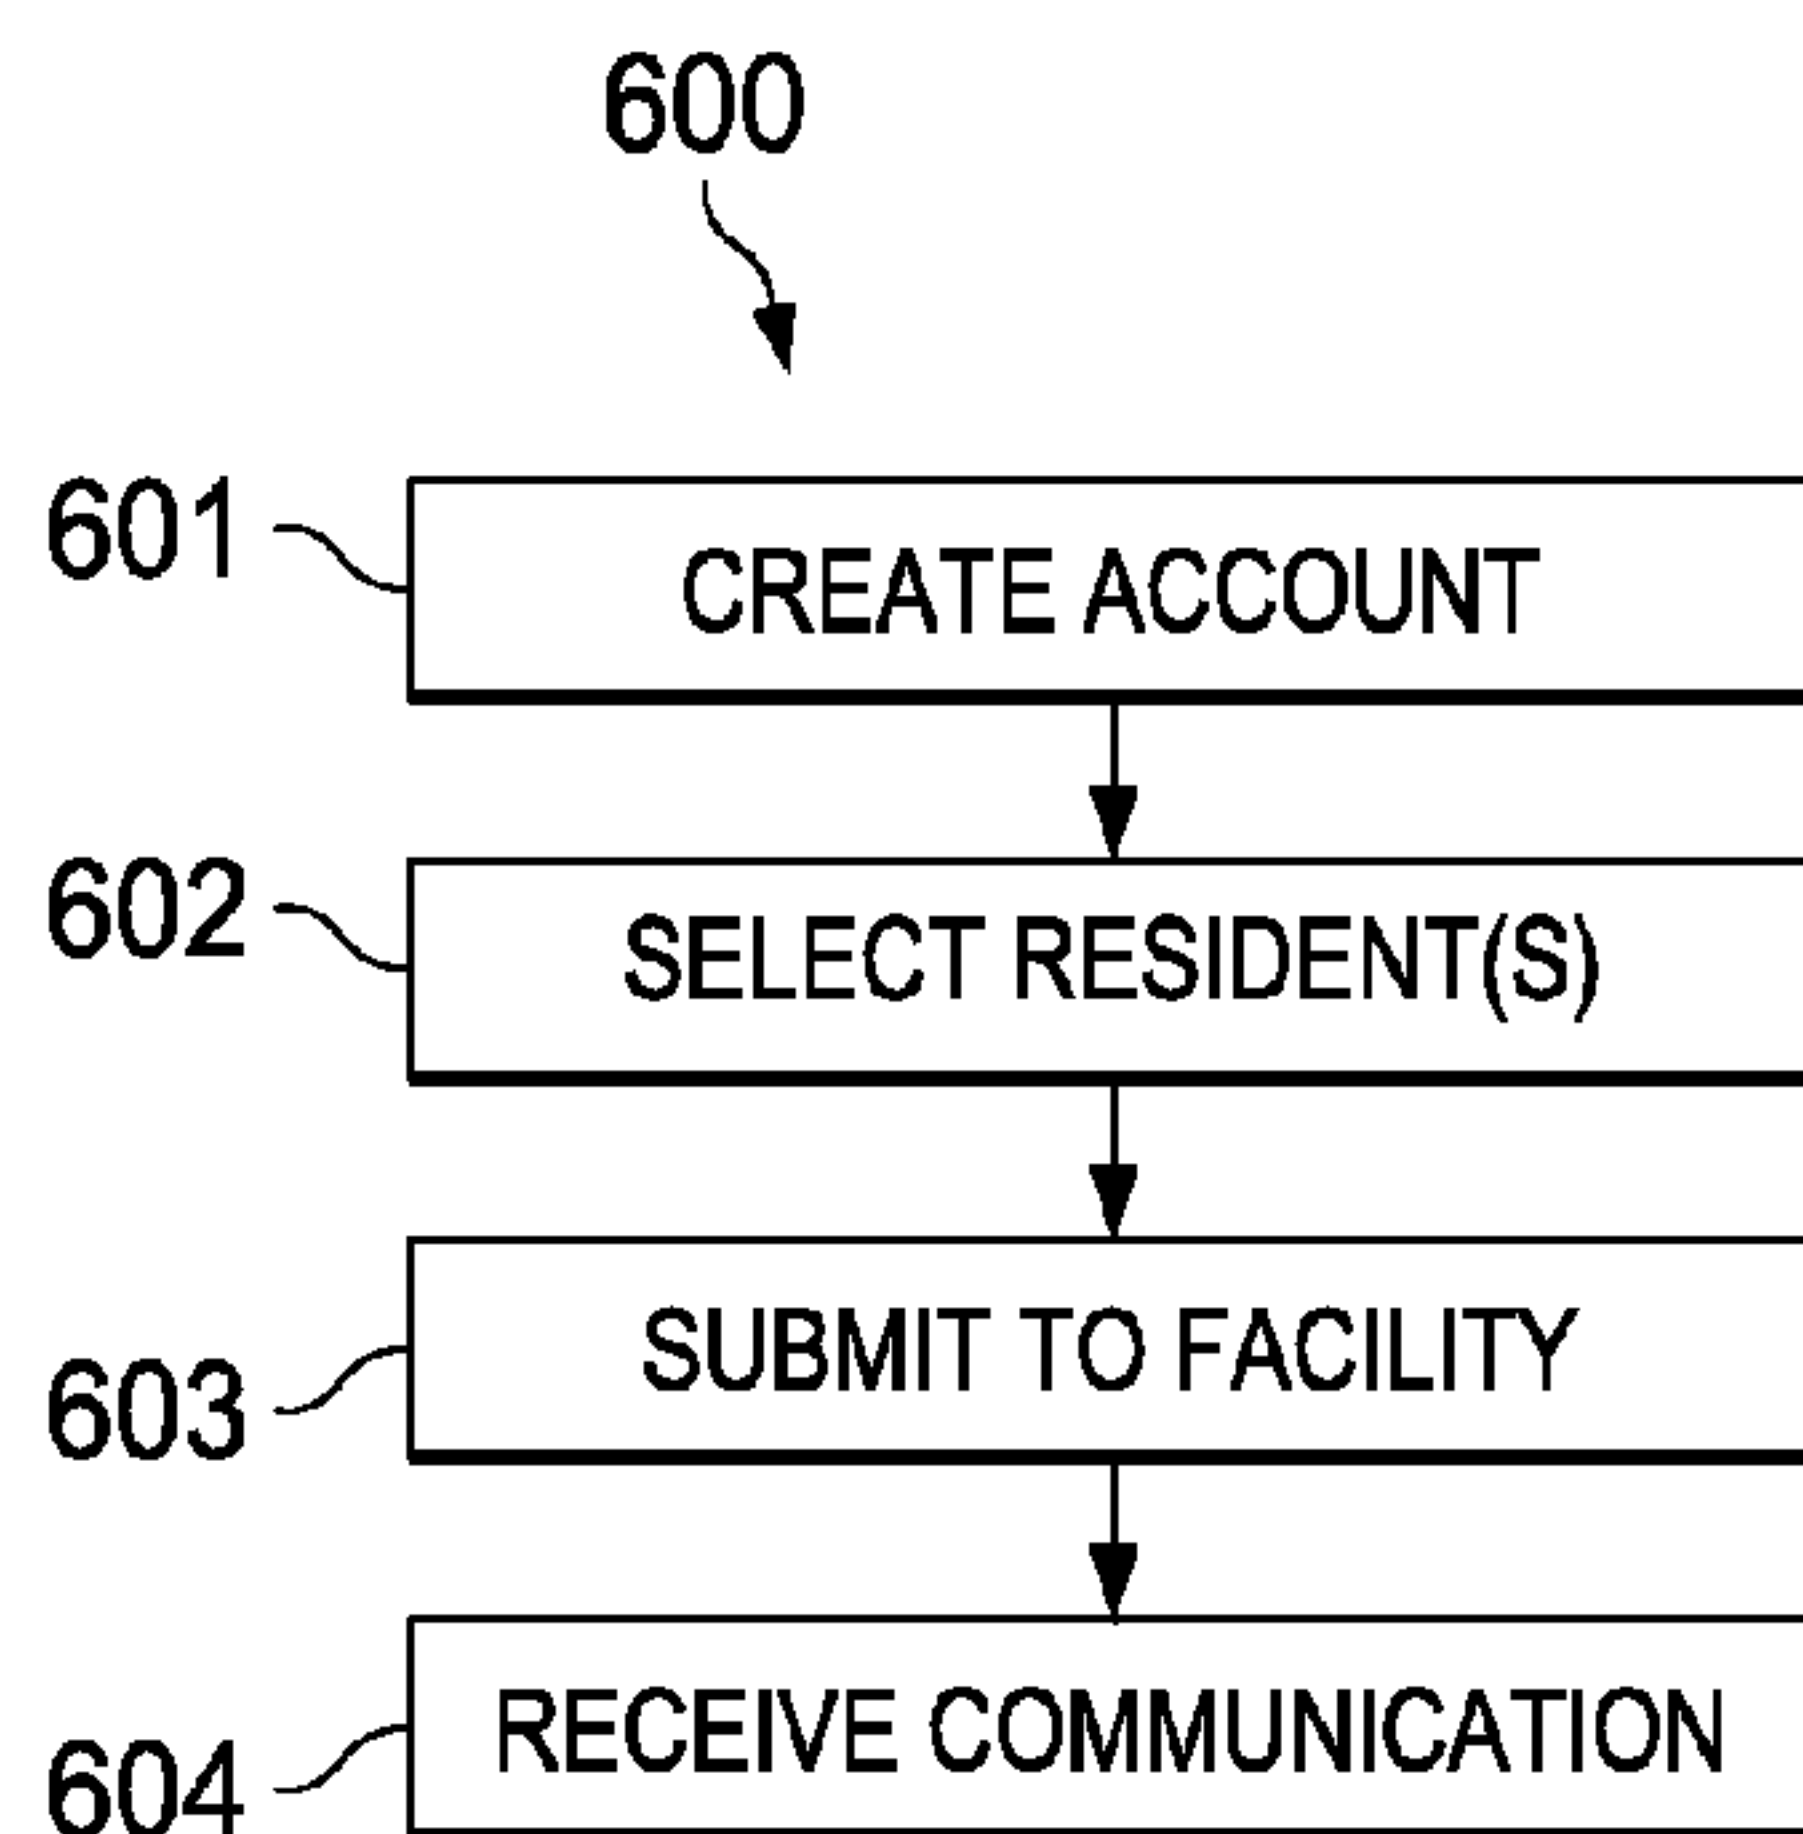 600
601
CREATE ACCOUNT
602
SELECT RESIDENT(S)
603
SUBMIT TO FACILITY
604
RECEIVE COMMUNICATION